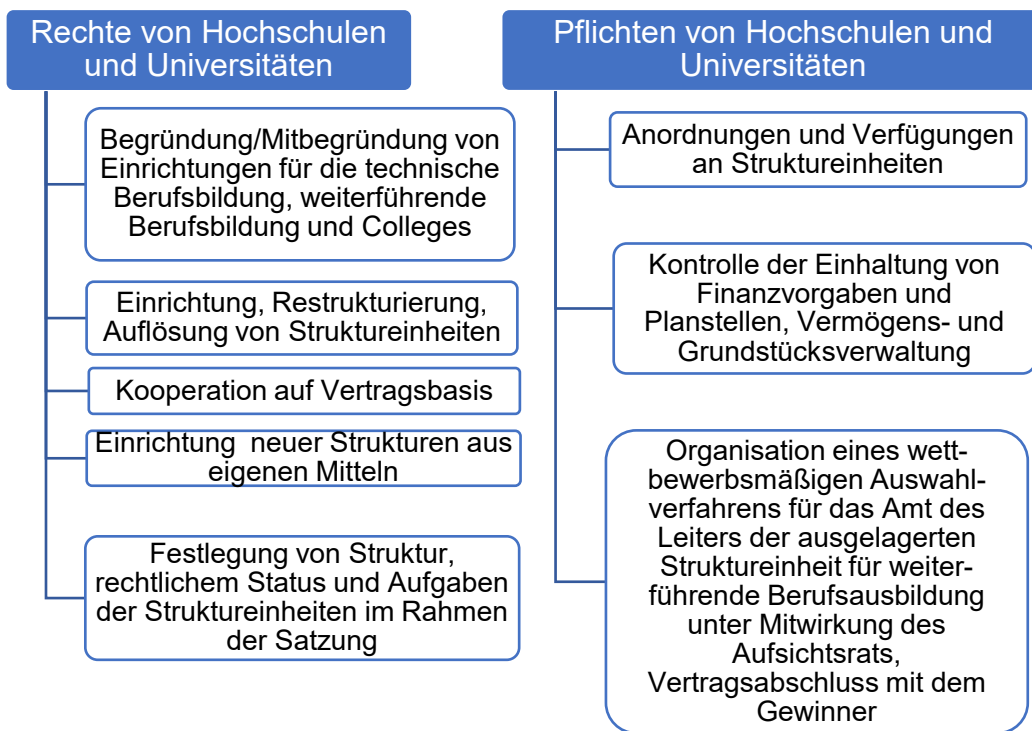 Rechte von Hochschulen
und Universitäten
Begründung/Mitbegründung von
Einrichtungen für die technische
Berufsbildung, weiterführende
Berufsbildung und Colleges
Einrichtung, Restrukturierung,
Auflösung von Struktureinheiten
Kooperation auf Vertragsbasis
Einrichtung neuer Strukturen aus
eigenen Mitteln
Festlegung von Struktur,
rechtlichem Status und Aufgaben
der Struktureinheiten im Rahmen
der Satzung
Pflichten von Hochschulen und
Universitäten
Anordnungen und Verfügungen
an Struktureinheiten
Kontrolle der Einhaltung von
Finanzvorgaben und
Planstellen, Vermögens- und
Grundstücksverwaltung
Organisation eines wett-
bewerbsmäßigen Auswahl-
verfahrens für das Amt des
Leiters der ausgelagerten
Struktureinheit für weiter-
führende Berufsausbildung
unter Mitwirkung des
Aufsichtsrats,
Vertragsabschluss mit dem
Gewinner